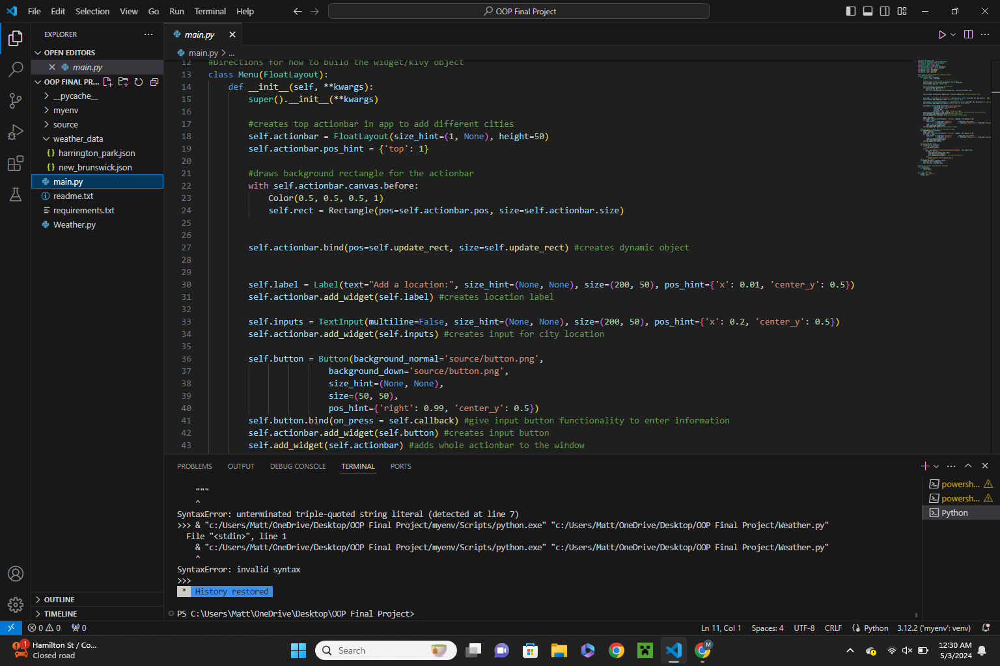 File Edit Selection View Go Run Terminal Help
OOP Final Project
EXPLORER
OPEN EDITORS
main.py
OOP FINAL PR...
__pycache__
myenv
source
weather_data
harrington_park.json
new_brunswick.json
main.py
readme.txt
requirements.txt
Weather.py
OUTLINE
TIMELINE
main.py
main.py > ...
12 #Directions for how to build the widget/kivy object
13 class Menu(FloatLayout):
14 def __init__(self, **kwargs):
15 super().__init__(**kwargs)
16
17 #creates top actionbar in app to add different cities
18 self.actionbar = FloatLayout(size_hint=(1, None), height=50)
19 self.actionbar.pos_hint = {'top': 1}
20
21 #draws background rectangle for the actionbar
22 with self.actionbar.canvas.before:
23 Color(0.5, 0.5, 0.5, 1)
24 self.rect = Rectangle(pos=self.actionbar.pos, size=self.actionbar.size)
25
26
27 self.actionbar.bind(pos=self.update_rect, size=self.update_rect) #creates dynamic object
28
29
30 self.label = Label(text="Add a location:", size_hint=(None, None), size=(200, 50), pos_hint={'x': 0.01, 'center_y': 0.5})
31 self.actionbar.add_widget(self.label) #creates location label
32
33 self.inputs = TextInput(multiline=False, size_hint=(None, None), size=(200, 50), pos_hint={'x': 0.2, 'center_y': 0.5})
34 self.actionbar.add_widget(self.inputs) #creates input for city location
35
36 self.button = Button(background_normal='source/button.png',
37 background_down='source/button.png',
38 size_hint=(None, None),
39 size=(50, 50),
40 pos_hint={'right': 0.99, 'center_y': 0.5})
41 self.button.bind(on_press = self.callback) #give input button functionality to enter information
42 self.actionbar.add_widget(self.button) #creates input button
43 self.add_widget(self.actionbar) #adds whole actionbar to the window
PROBLEMS OUTPUT DEBUG CONSOLE TERMINAL PORTS
"""
^
SyntaxError: unterminated triple-quoted string literal (detected at line 7)
>>> & "c:/Users/Matt/OneDrive/Desktop/OOP Final Project/myenv/Scripts/python.exe" "c:/Users/Matt/OneDrive/Desktop/OOP Final Project/Weather.py"
File "<stdin>", line 1
& "c:/Users/Matt/OneDrive/Desktop/OOP Final Project/myenv/Scripts/python.exe" "c:/Users/Matt/OneDrive/Desktop/OOP Final Project/Weather.py"
^
SyntaxError: invalid syntax
>>>
* History restored
PS C:\Users\Matt\OneDrive\Desktop\OOP Final Project>
powersh...
powersh...
Python
0 0 0
Ln 11, Col 1 Spaces: 4 UTF-8 CRLF Python 3.12.2 ('myenv': venv)
1
Hamilton St / Co...
Closed road
Search
M
12:30 AM
5/3/2024